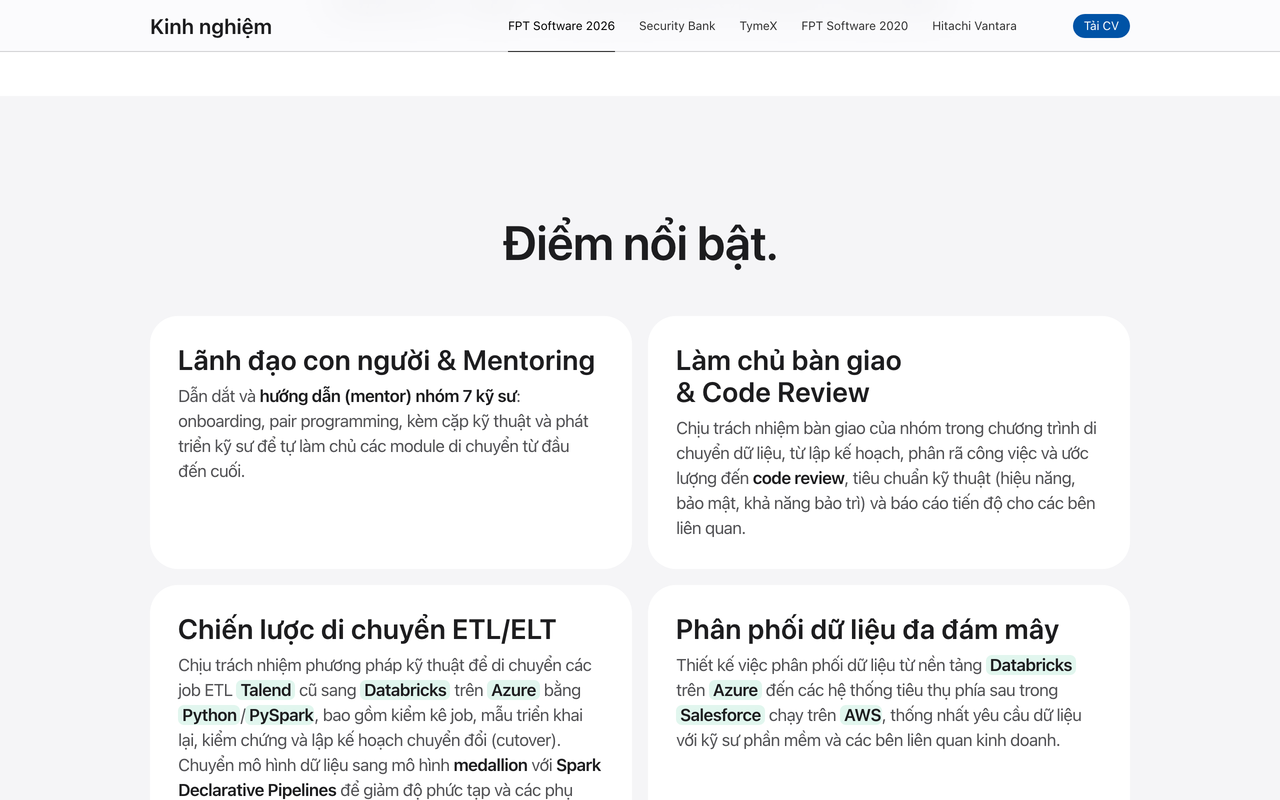 Kinh nghiệm
FPT Software 2026
Security Bank
TymeX
FPT Software 2020
Hitachi Vantara
Tải CV
Điểm nổi bật.
Lãnh đạo con người & Mentoring
Dẫn dắt và hướng dẫn (mentor) nhóm 7 kỹ sư:
onboarding, pair programming, kèm cặp kỹ thuật và phát
triển kỹ sư để tự làm chủ các module di chuyển từ đầu
đến cuối.
Làm chủ bàn giao
& Code Review
Chịu trách nhiệm bàn giao của nhóm trong chương trình di
chuyển dữ liệu, từ lập kế hoạch, phân rã công việc và ước
lượng đến code review, tiêu chuẩn kỹ thuật (hiệu năng,
bảo mật, khả năng bảo trì) và báo cáo tiến độ cho các bên
liên quan.
Chiến lược di chuyển ETL/ELT
Chịu trách nhiệm phương pháp kỹ thuật để di chuyển các
job ETL Talend cũ sang Databricks trên Azure bằng
Python / PySpark, bao gồm kiểm kê job, mẫu triển khai
lại, kiểm chứng và lập kế hoạch chuyển đổi (cutover).
Chuyển mô hình dữ liệu sang mô hình medallion với Spark
Declarative Pipelines để giảm độ phức tạp và các phụ
Phân phối dữ liệu đa đám mây
Thiết kế việc phân phối dữ liệu từ nền tảng Databricks
trên Azure đến các hệ thống tiêu thụ phía sau trong
Salesforce chạy trên AWS, thống nhất yêu cầu dữ liệu
với kỹ sư phần mềm và các bên liên quan kinh doanh.